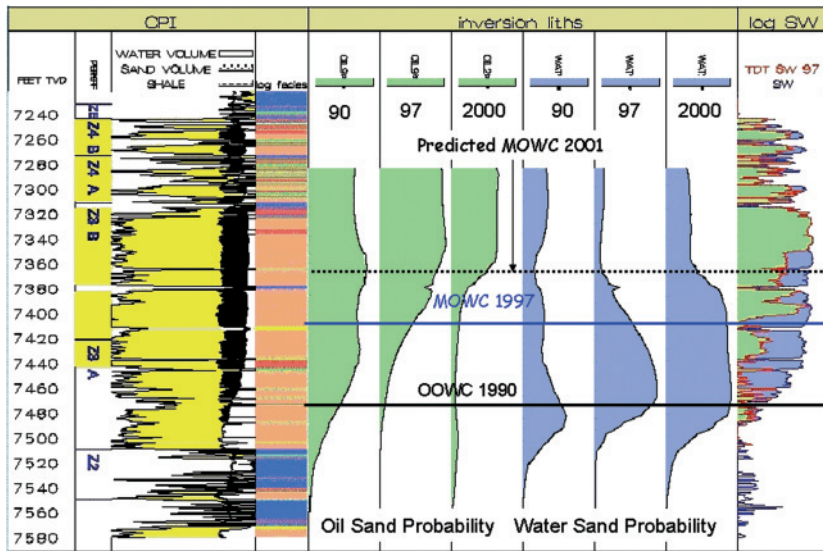 CPI inversion liths log SW
WATER VOLUME
SAND VOLUME
SHALE
FEET TVD PERFS log facies
TDT SW 97
SW
90 97 2000 90 97 2000
Predicted MOWC 2001
7240
7260
7280
7300
7320
7340
7360
7380
7400
7420
7440
7460
7480
7500
7520
7540
7560
7580
Z4 B
Z4 A
Z3 B
Z3 A
Z2
MOWC 1997
OOWC 1990
Oil Sand Probability Water Sand Probability